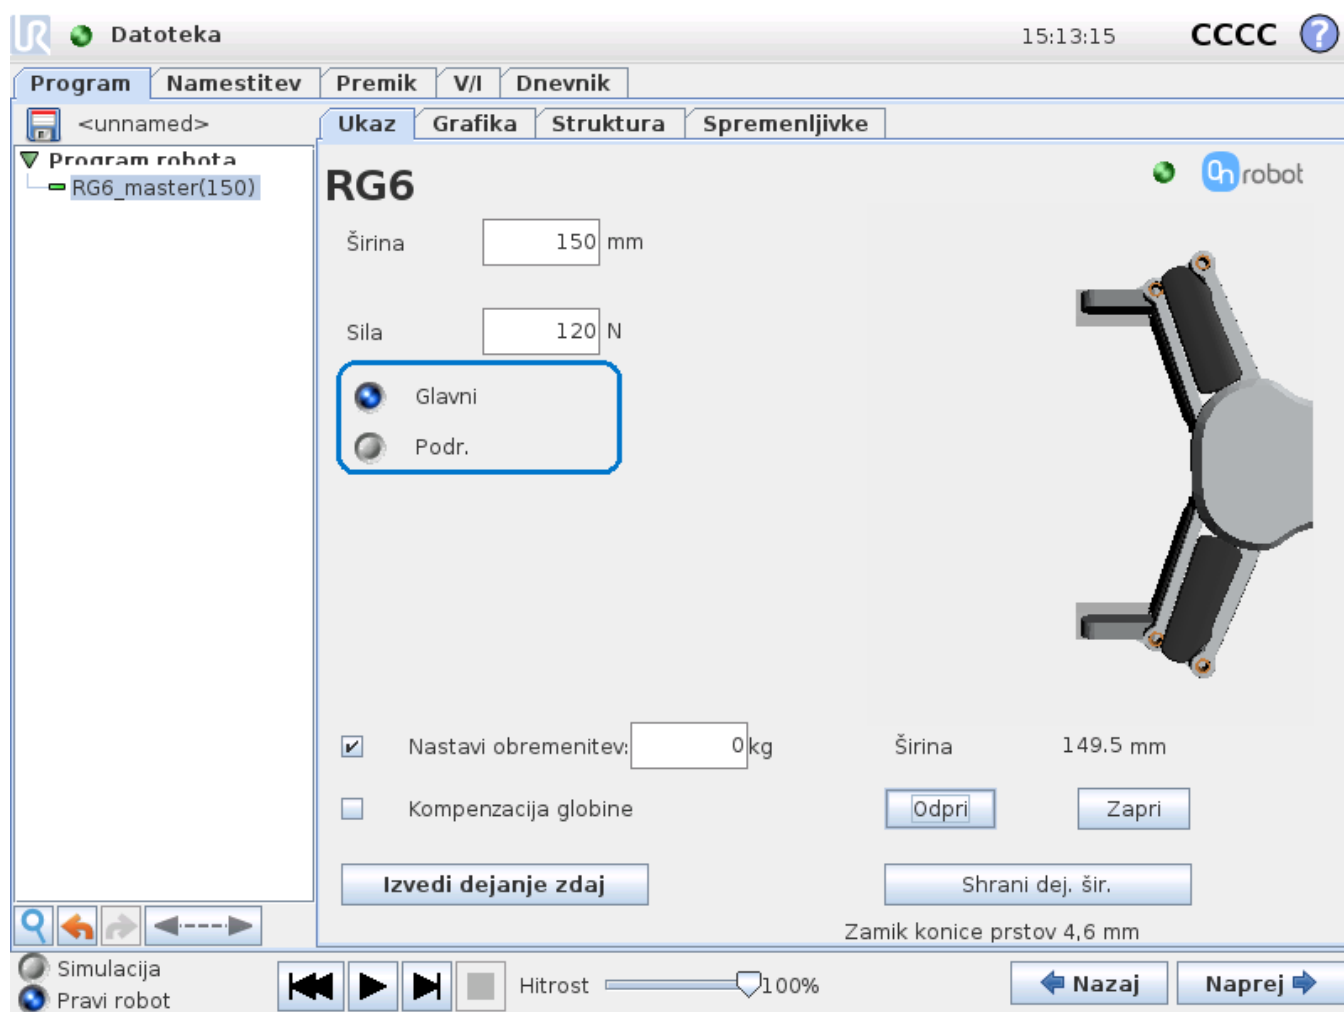 Datoteka 15:13:15 CCCC ?
Program Namestitev Premik V/I Dnevnik
<unnamed> Ukaz Grafika Struktura Spremenljivke
Program robota
RG6_master(150)
RG6
On robot
Širina 150 mm
Sila 120 N
Glavni
Podr.
Nastavi obremenitev: 0 kg Širina 149.5 mm
Kompenzacija globine Odpri Zapri
Izvedi dejanje zdaj Shrani dej. šir.
Zamik konice prstov 4,6 mm
Simulacija
Pravi robot
Hitrost 100% Nazaj Naprej